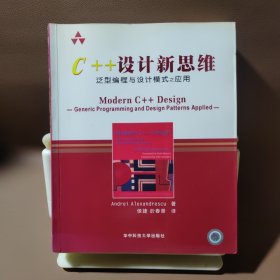 C++设计新思维
泛型编程与设计模式之应用
Modern C++ Design
—Generic Programming and Design Patterns Applied—
Andrei Alexandrescu 著
侯捷 於春景 译
华中科技大学出版社